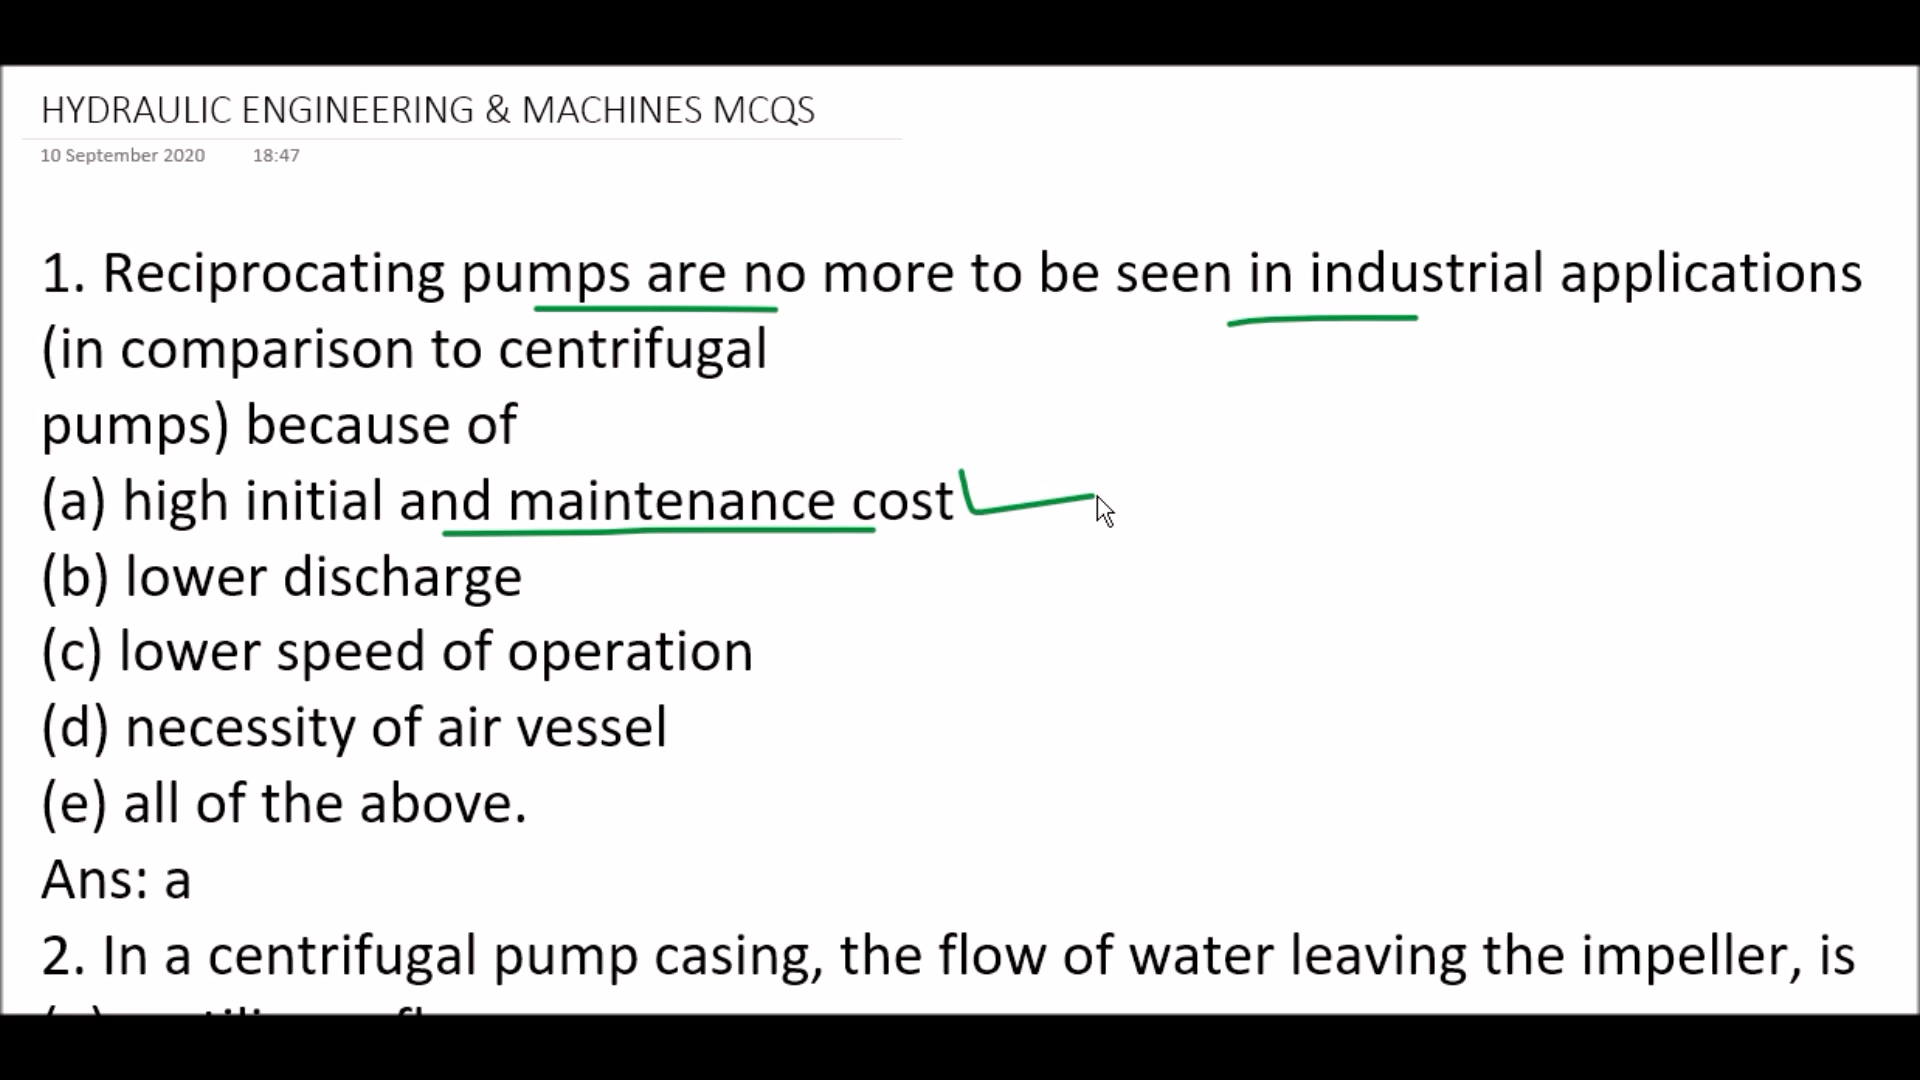 HYDRAULIC ENGINEERING & MACHINES MCQS
10 September 2020 18:47
1. Reciprocating pumps are no more to be seen in industrial applications
(in comparison to centrifugal
pumps) because of
(a) high initial and maintenance cost
(b) lower discharge
(c) lower speed of operation
(d) necessity of air vessel
(e) all of the above.
Ans: a
2. In a centrifugal pump casing, the flow of water leaving the impeller, is